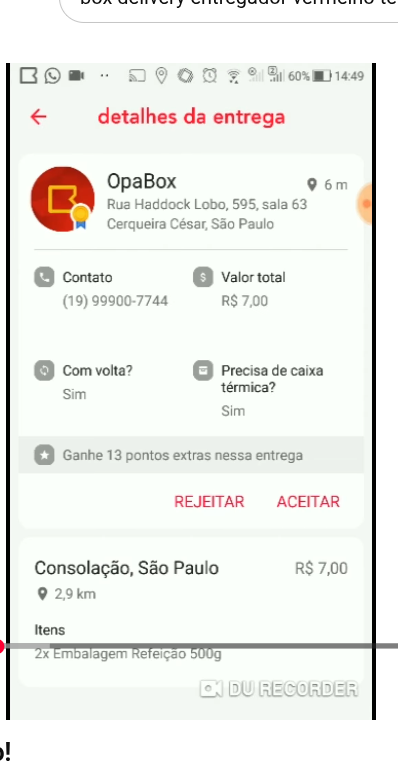 box delivery entregador vermelho te
60% 14:49
detalhes da entrega
OpaBox
6 m
Rua Haddock Lobo, 595, sala 63
Cerqueira César, São Paulo
Contato
(19) 99900-7744
Valor total
R$ 7,00
Com volta?
Sim
Precisa de caixa
térmica?
Sim
Ganhe 13 pontos extras nessa entrega
REJEITAR ACEITAR
Consolação, São Paulo
R$ 7,00
2,9 km
Itens
2x Embalagem Refeição 500g
DU RECORDER
o!